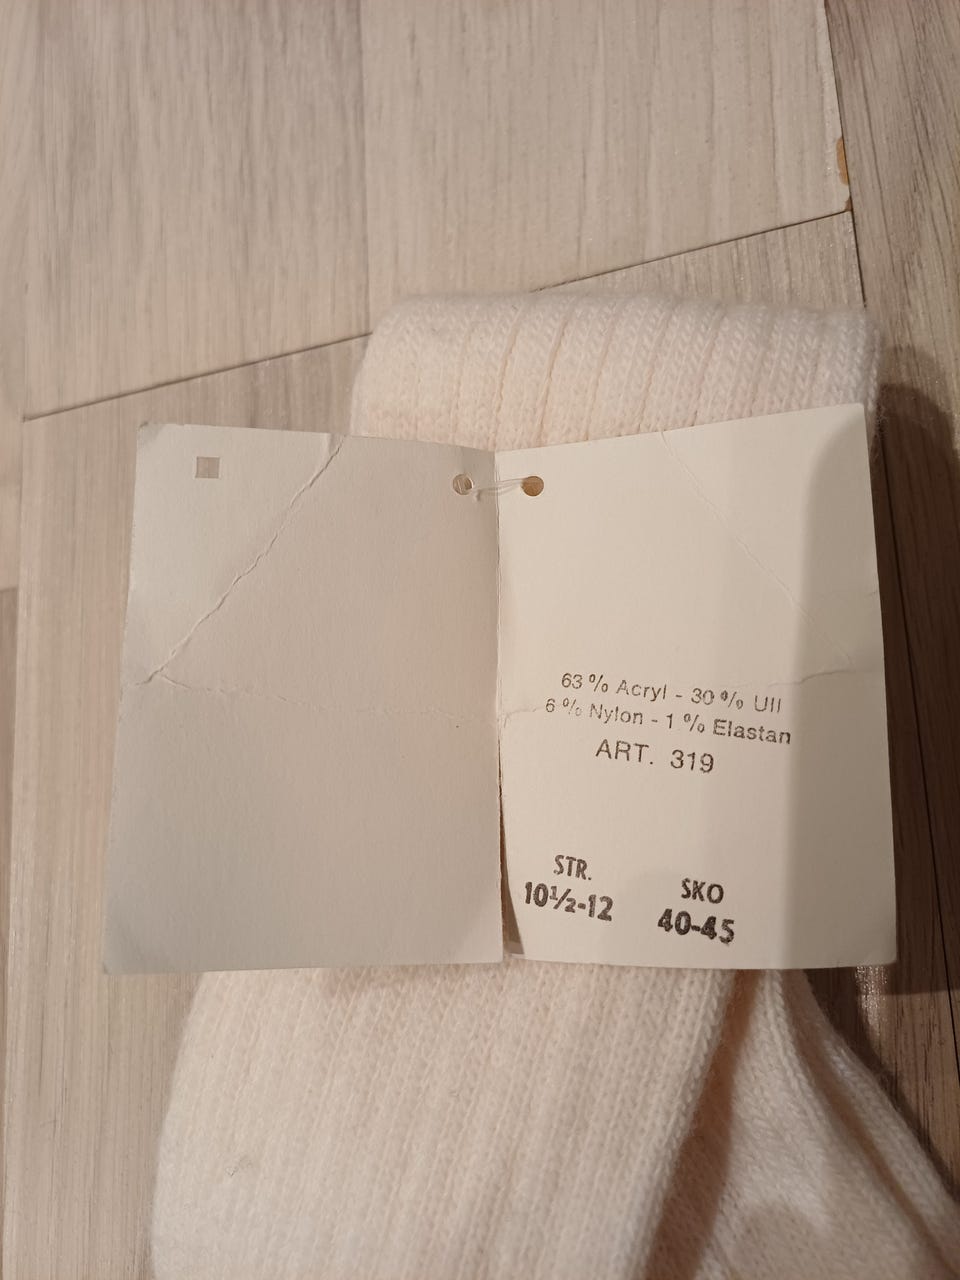 63 % Acryl - 30 % Ull
6 % Nylon - 1 % Elastan
ART. 319
STR. SKO
10½-12 40-45